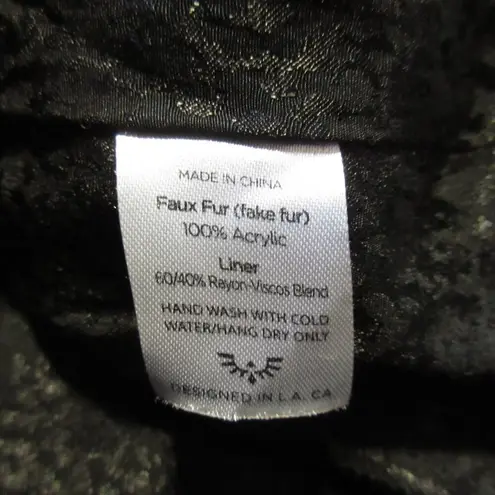 MADE IN CHINA
Faux Fur (fake fur)
100% Acrylic
Liner
60/40% Rayon-Viscos Blend
HAND WASH WITH COLD
WATER/HANG DRY ONLY
DESIGNED IN L.A. CA